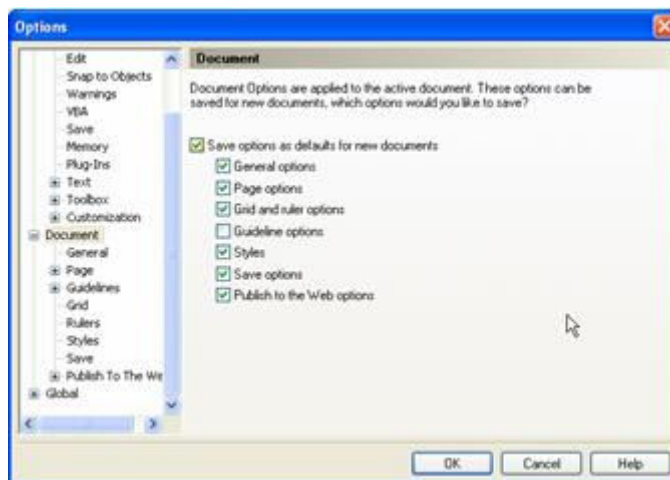 Options
Edit
Snap to Objects
Warnings
VBA
Save
Memory
Plug-Ins
Text
Toolbox
Customization
Document
General
Page
Guidelines
Grid
Rulers
Styles
Save
Publish To The We
Global
Document
Document Options are applied to the active document. These options can be
saved for new documents, which options would you like to save?
Save options as defaults for new documents
General options
Page options
Grid and ruler options
Guideline options
Styles
Save options
Publish to the Web options
OK Cancel Help